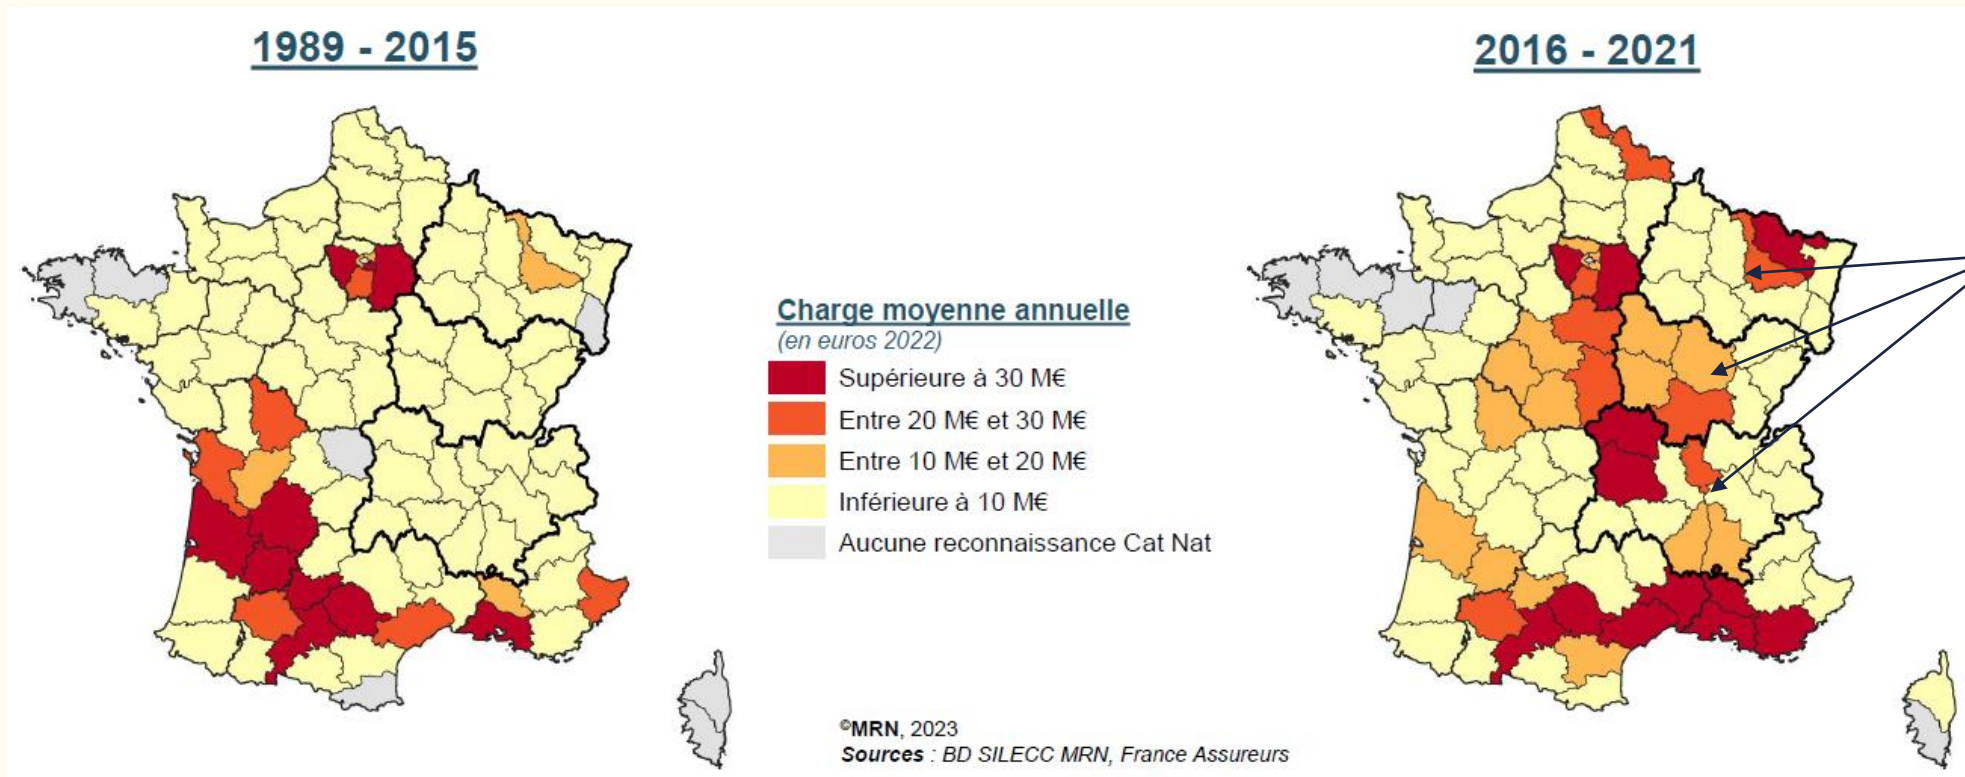 1989 - 2015
2016 - 2021
Charge moyenne annuelle
(en euros 2022)
Supérieure à 30 M€
Entre 20 M€ et 30 M€
Entre 10 M€ et 20 M€
Inférieure à 10 M€
Aucune reconnaissance Cat Nat
©MRN, 2023
Sources : BD SILECC MRN, France Assureurs